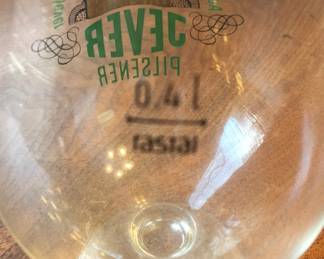 JEVER
PILSENER
0,4 l
rastal